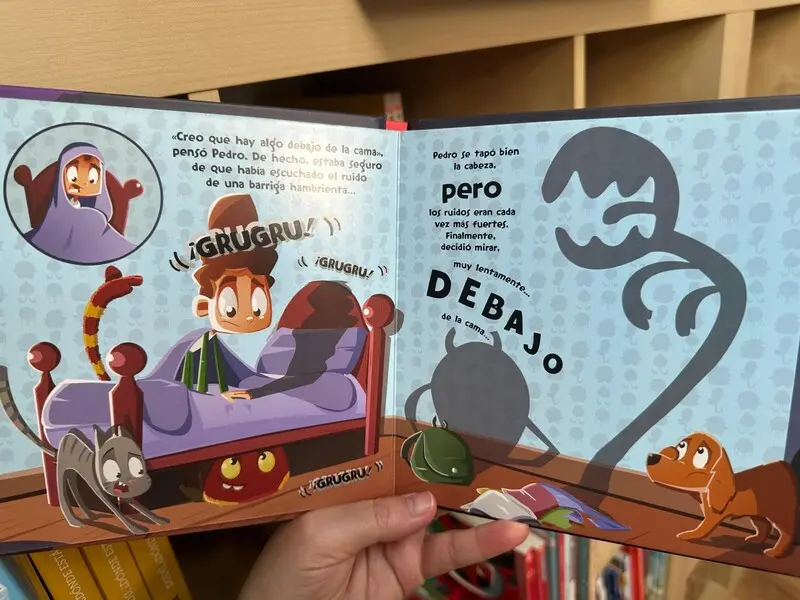 «Creo que hay algo debajo de la cama»,
pensó Pedro. De hecho, estaba seguro
de que había escuchado el ruido
de una barriga hambrienta...
¡GRUGRU!
¡GRUGRU!
¡GRUGRU!
Pedro se tapó bien
la cabeza,
pero
los ruidos eran cada
vez más fuertes.
Finalmente,
decidió mirar,
muy lentamente...
DEBAJO
de la cama...
¿DÓNDE ESTÁ